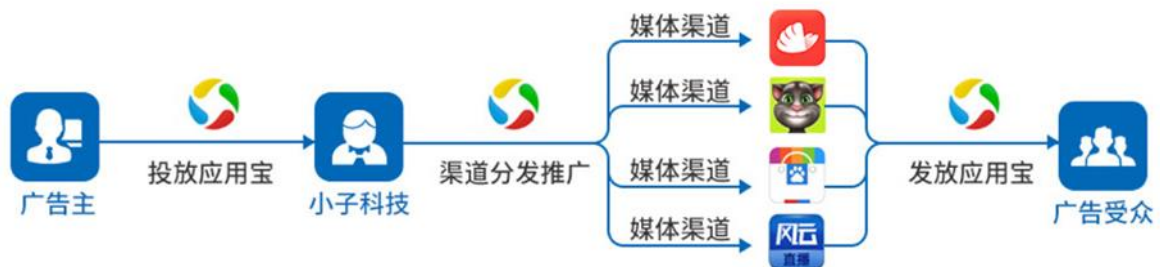 媒体渠道
媒体渠道
投放应用宝
渠道分发推广
媒体渠道
发放应用宝
广告主
小子科技
广告受众
媒体渠道
风云
直播